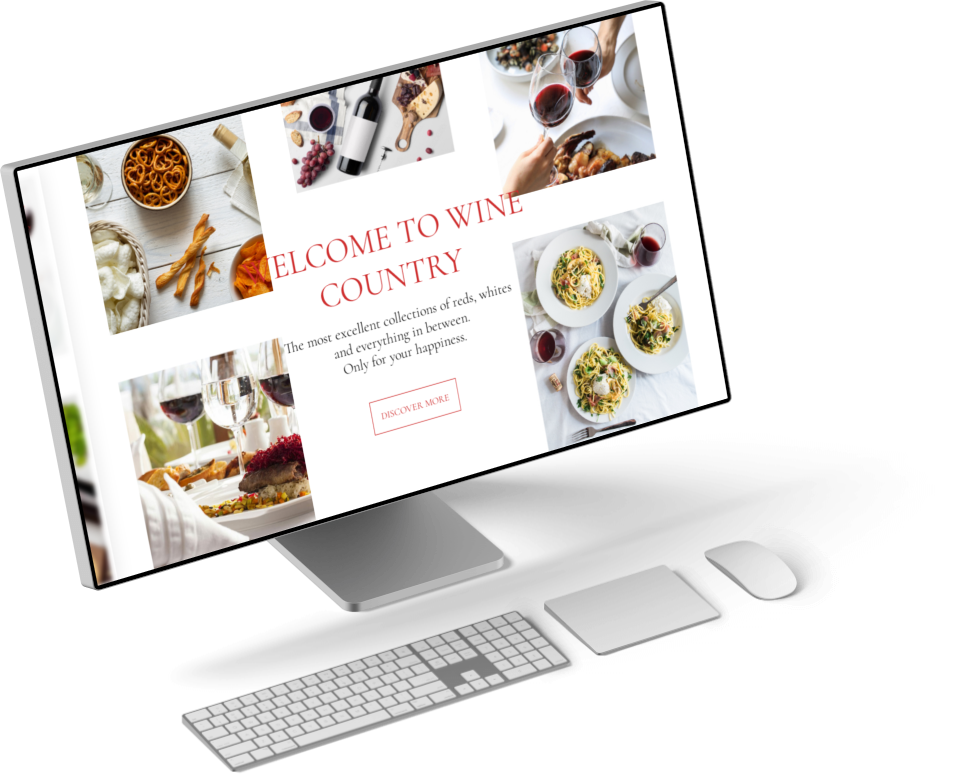 ELCOME TO WINE
COUNTRY
The most excellent collections of reds, whites
and everything in between.
Only for your happiness.
DISCOVER MORE